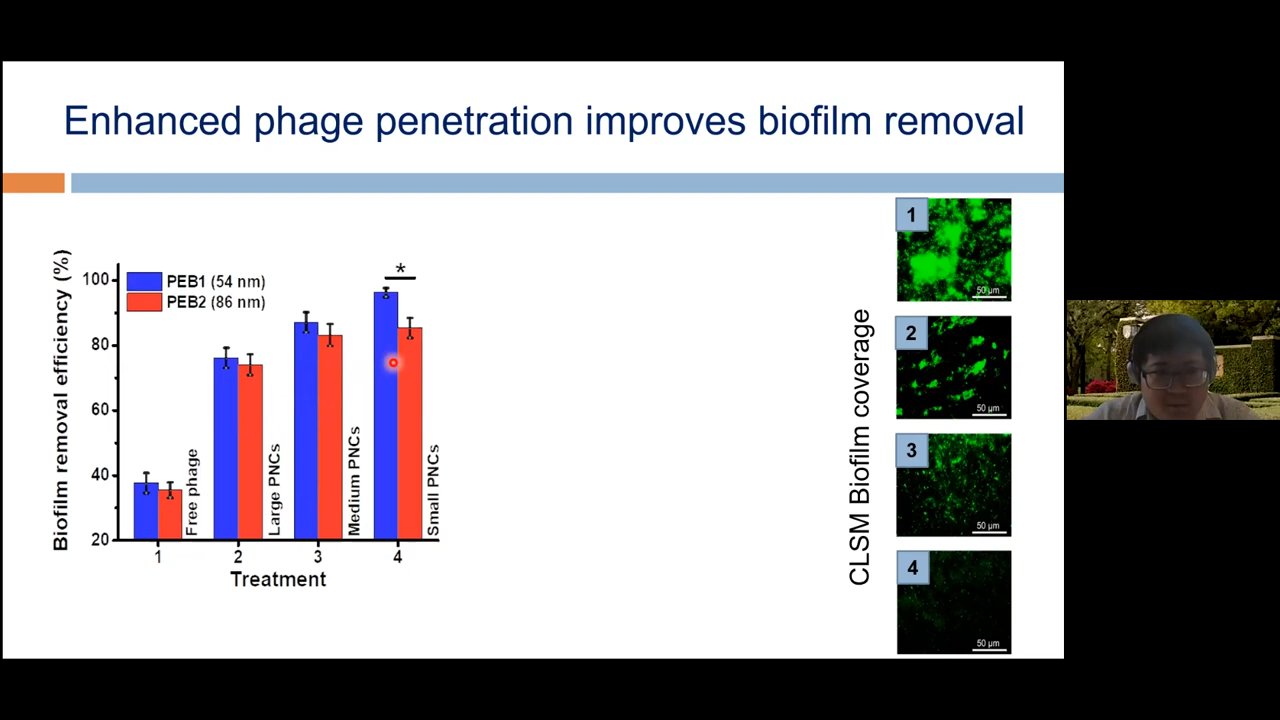 Enhanced phage penetration improves biofilm removal
Biofilm removal efficiency (%)
100
80
60
40
20
PEB1 (54 nm)
PEB2 (86 nm)
*
Free phage
Large PNCs
Medium PNCs
Small PNCs
1
2
3
4
Treatment
CLSM Biofilm coverage
1
50 µm
2
50 µm
3
50 µm
4
50 µm